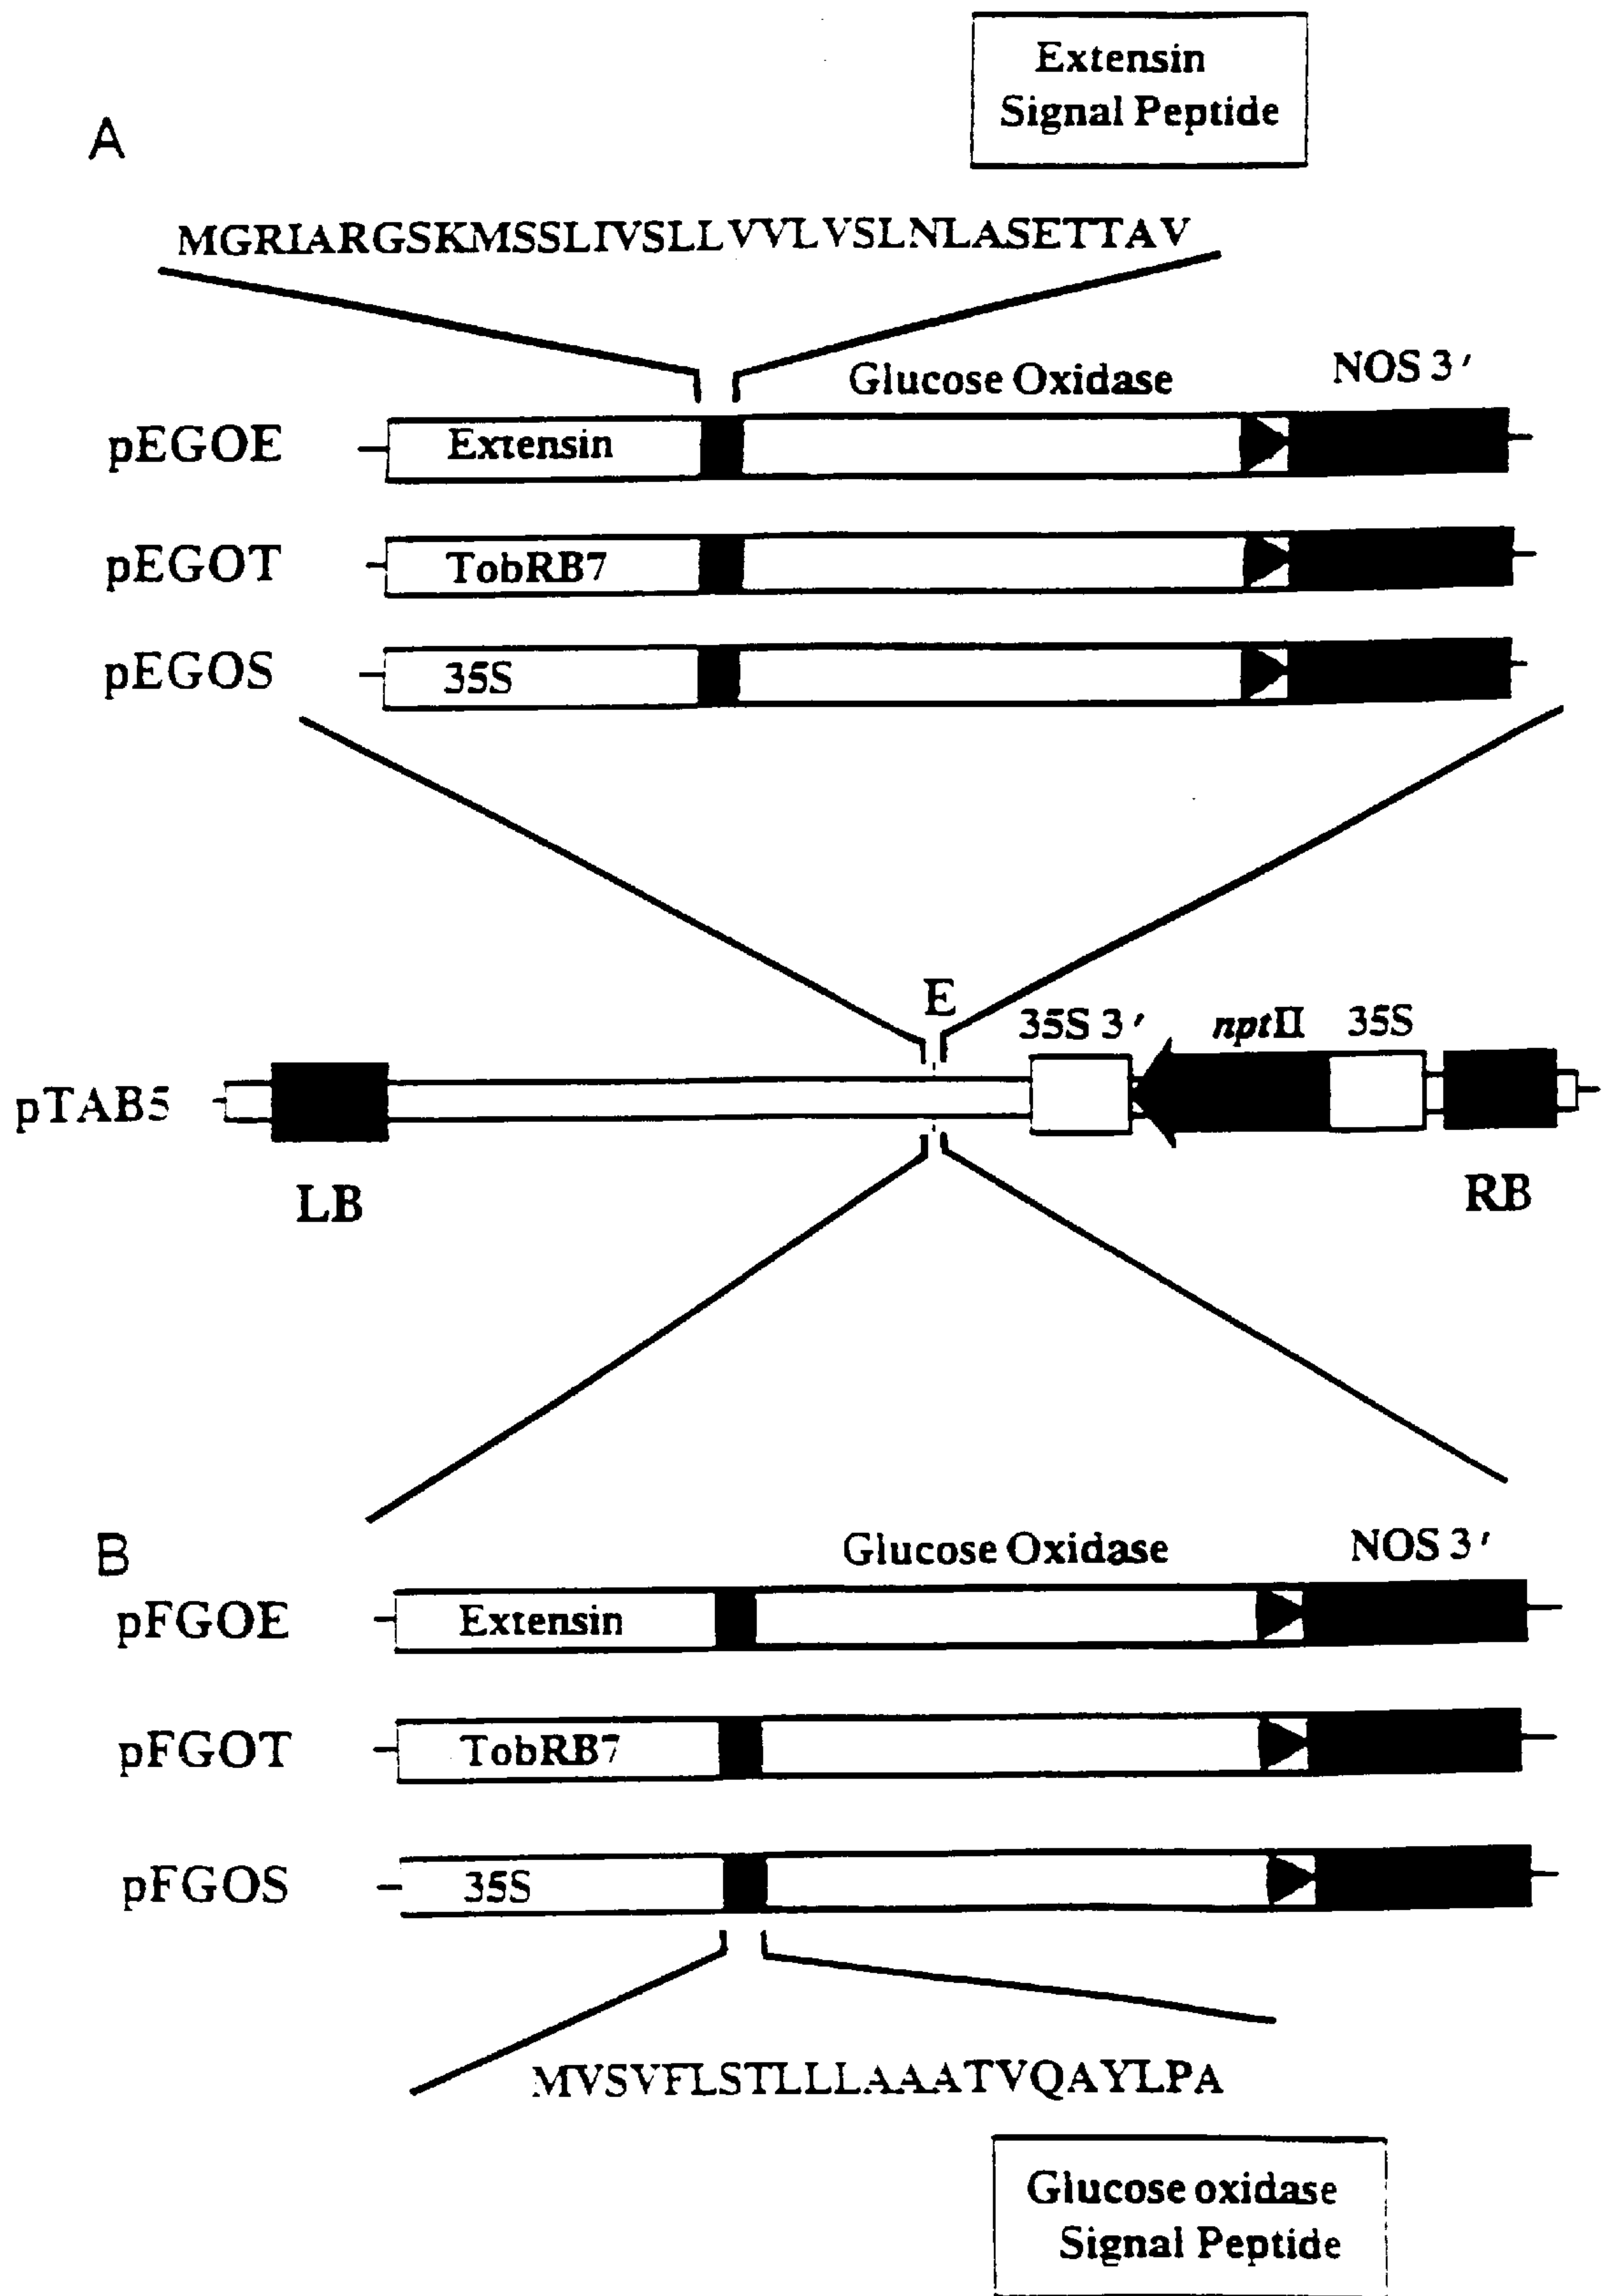 Extensin
Signal Peptide
A
MGRIARGSKMSSLIVSLLVVLVSLNLASETTAV
Glucose Oxidase
NOS 3′
pEGOE
Extensin
pEGOT
TobRB7
pEGOS
35S
E
35S 3′
nptII
35S
pTAB5
LB
RB
B
Glucose Oxidase
NOS 3′
pFGOE
Extensin
pFGOT
TobRB7
pFGOS
35S
MVSVFLSTLLLAAATVQAYLPA
Glucose oxidase
Signal Peptide